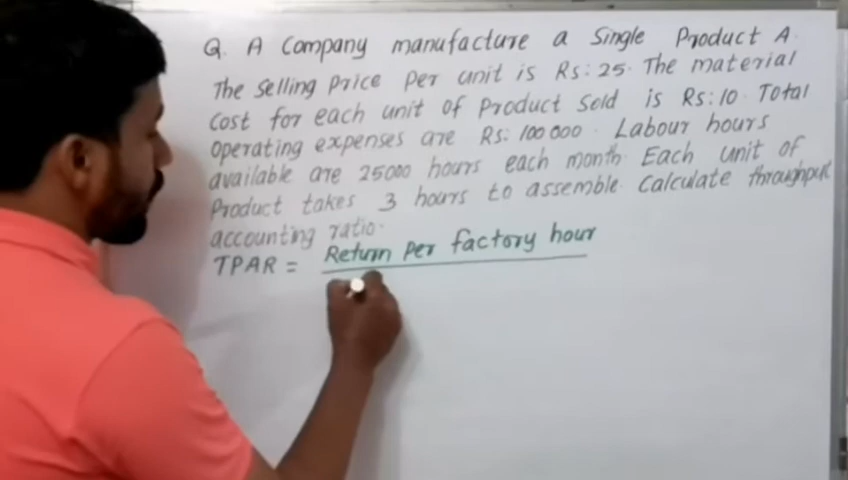 Q. A Company manufacture a Single Product A.
The Selling Price Per unit is Rs: 25. The material
Cost for each unit of Product Sold is Rs: 10. Total
Operating expenses are Rs: 100000. Labour hours
available are 25000 hours each month. Each unit of
Product takes 3 hours to assemble. Calculate throughput
accounting ratio.
TPAR = Return Per factory hour